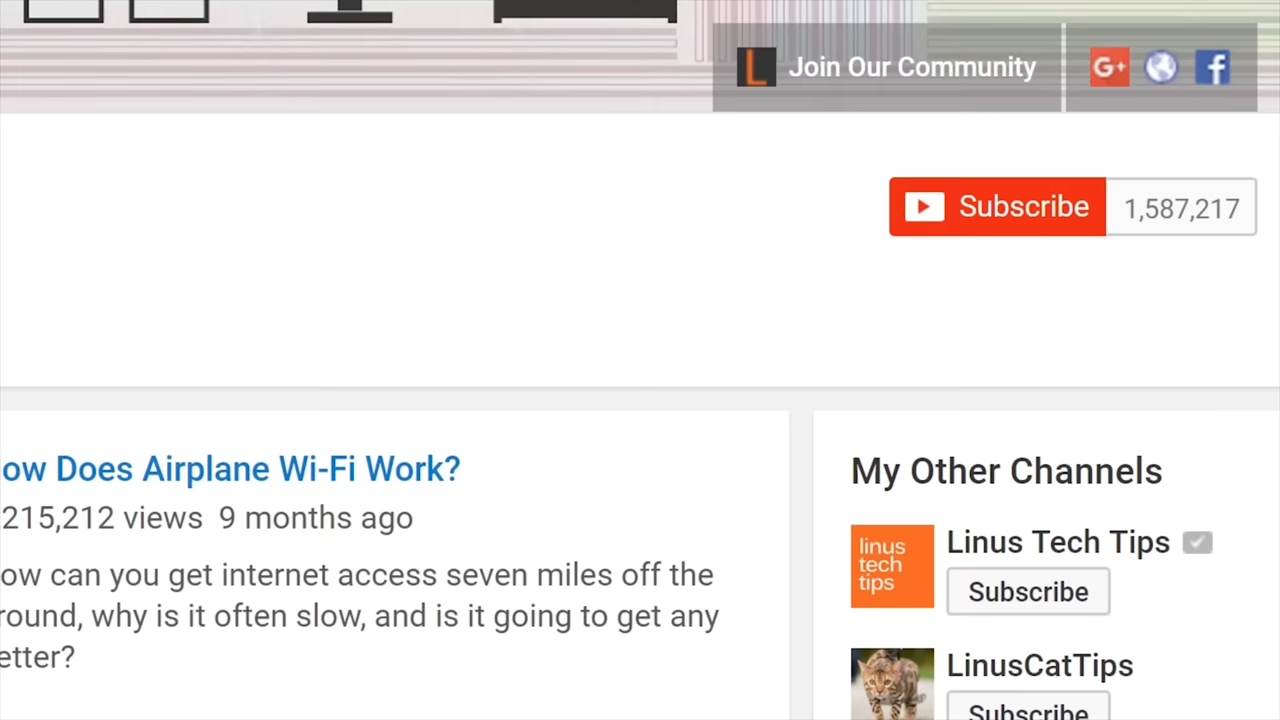 Join Our Community
G+
f
Subscribe 1,587,217
ow Does Airplane Wi-Fi Work?
215,212 views 9 months ago
ow can you get internet access seven miles off the
round, why is it often slow, and is it going to get any
etter?
My Other Channels
linus
tech
tips
Linus Tech Tips
Subscribe
LinusCatTips
Subscribe